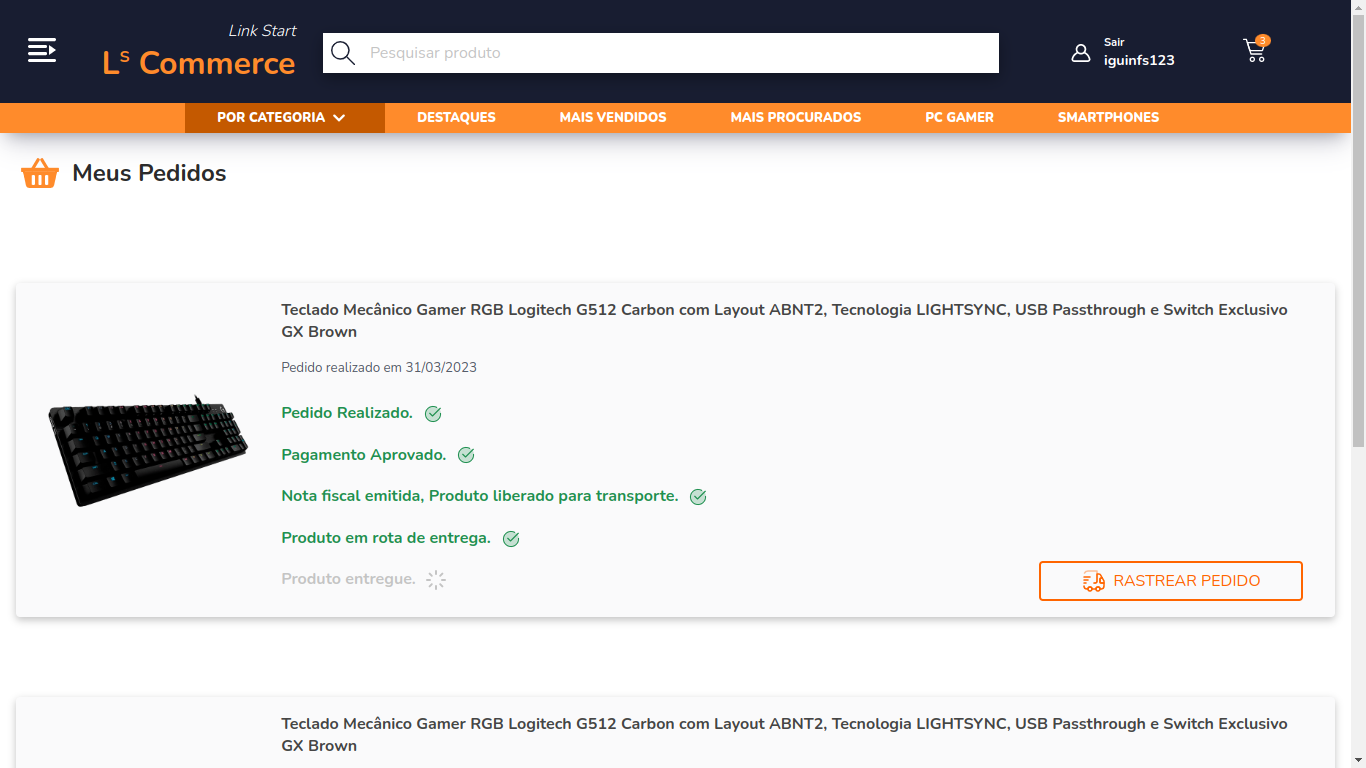 Link Start
Ls Commerce
Pesquisar produto
Sair
iguinfs123
3
POR CATEGORIA
DESTAQUES
MAIS VENDIDOS
MAIS PROCURADOS
PC GAMER
SMARTPHONES
Meus Pedidos
Teclado Mecânico Gamer RGB Logitech G512 Carbon com Layout ABNT2, Tecnologia LIGHTSYNC, USB Passthrough e Switch Exclusivo
GX Brown
Pedido realizado em 31/03/2023
Pedido Realizado.
Pagamento Aprovado.
Nota fiscal emitida, Produto liberado para transporte.
Produto em rota de entrega.
Produto entregue.
RASTREAR PEDIDO
Teclado Mecânico Gamer RGB Logitech G512 Carbon com Layout ABNT2, Tecnologia LIGHTSYNC, USB Passthrough e Switch Exclusivo
GX Brown